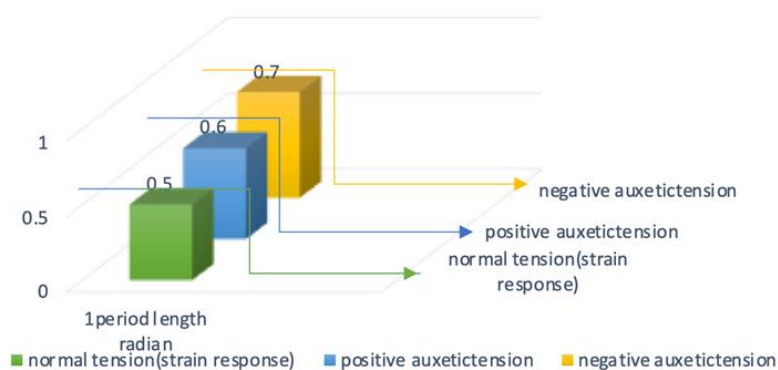 0.7
0.6
1
0.5
negative auxetictension
0.5
positive auxetictension
normal tension(strain
response)
0
1period length
radian
normal tension(strain response) positive auxetictension negative auxetictension